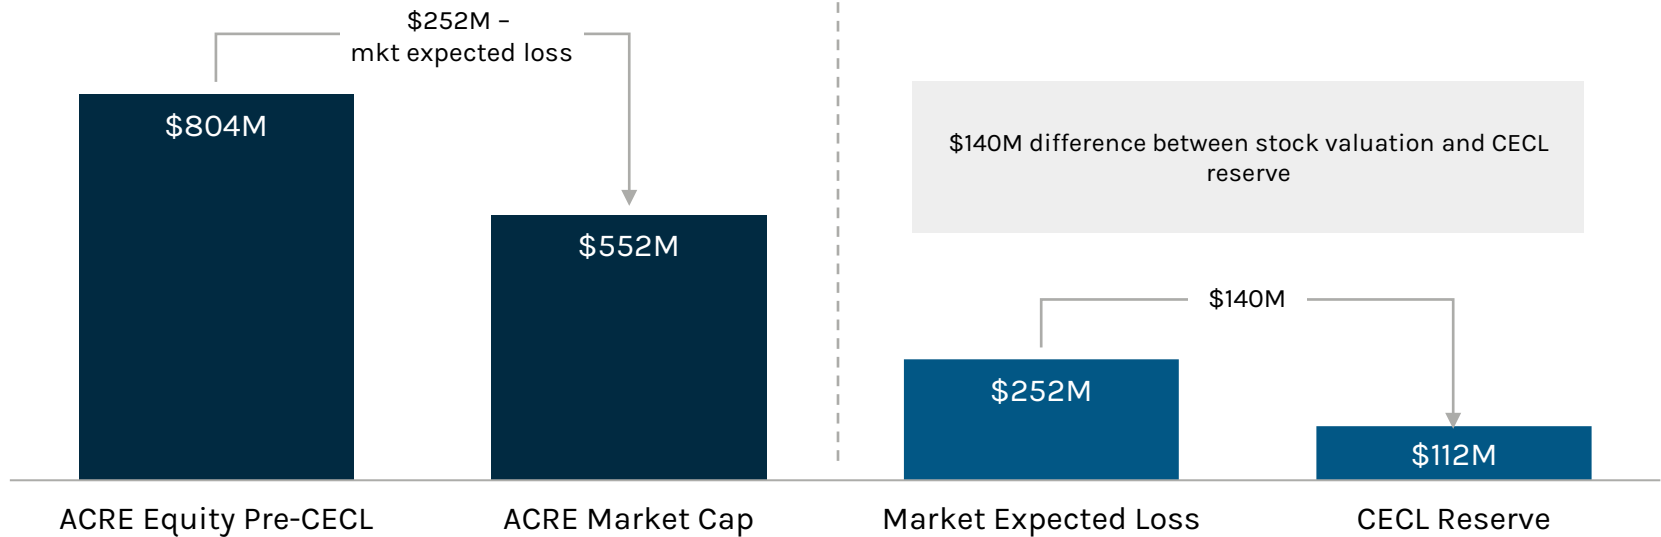 $252M –
mkt expected loss
$804M
$552M
$140M difference between stock valuation and CECL
reserve
$140M
$252M
$112M
ACRE Equity Pre-CECL
ACRE Market Cap
Market Expected Loss
CECL Reserve